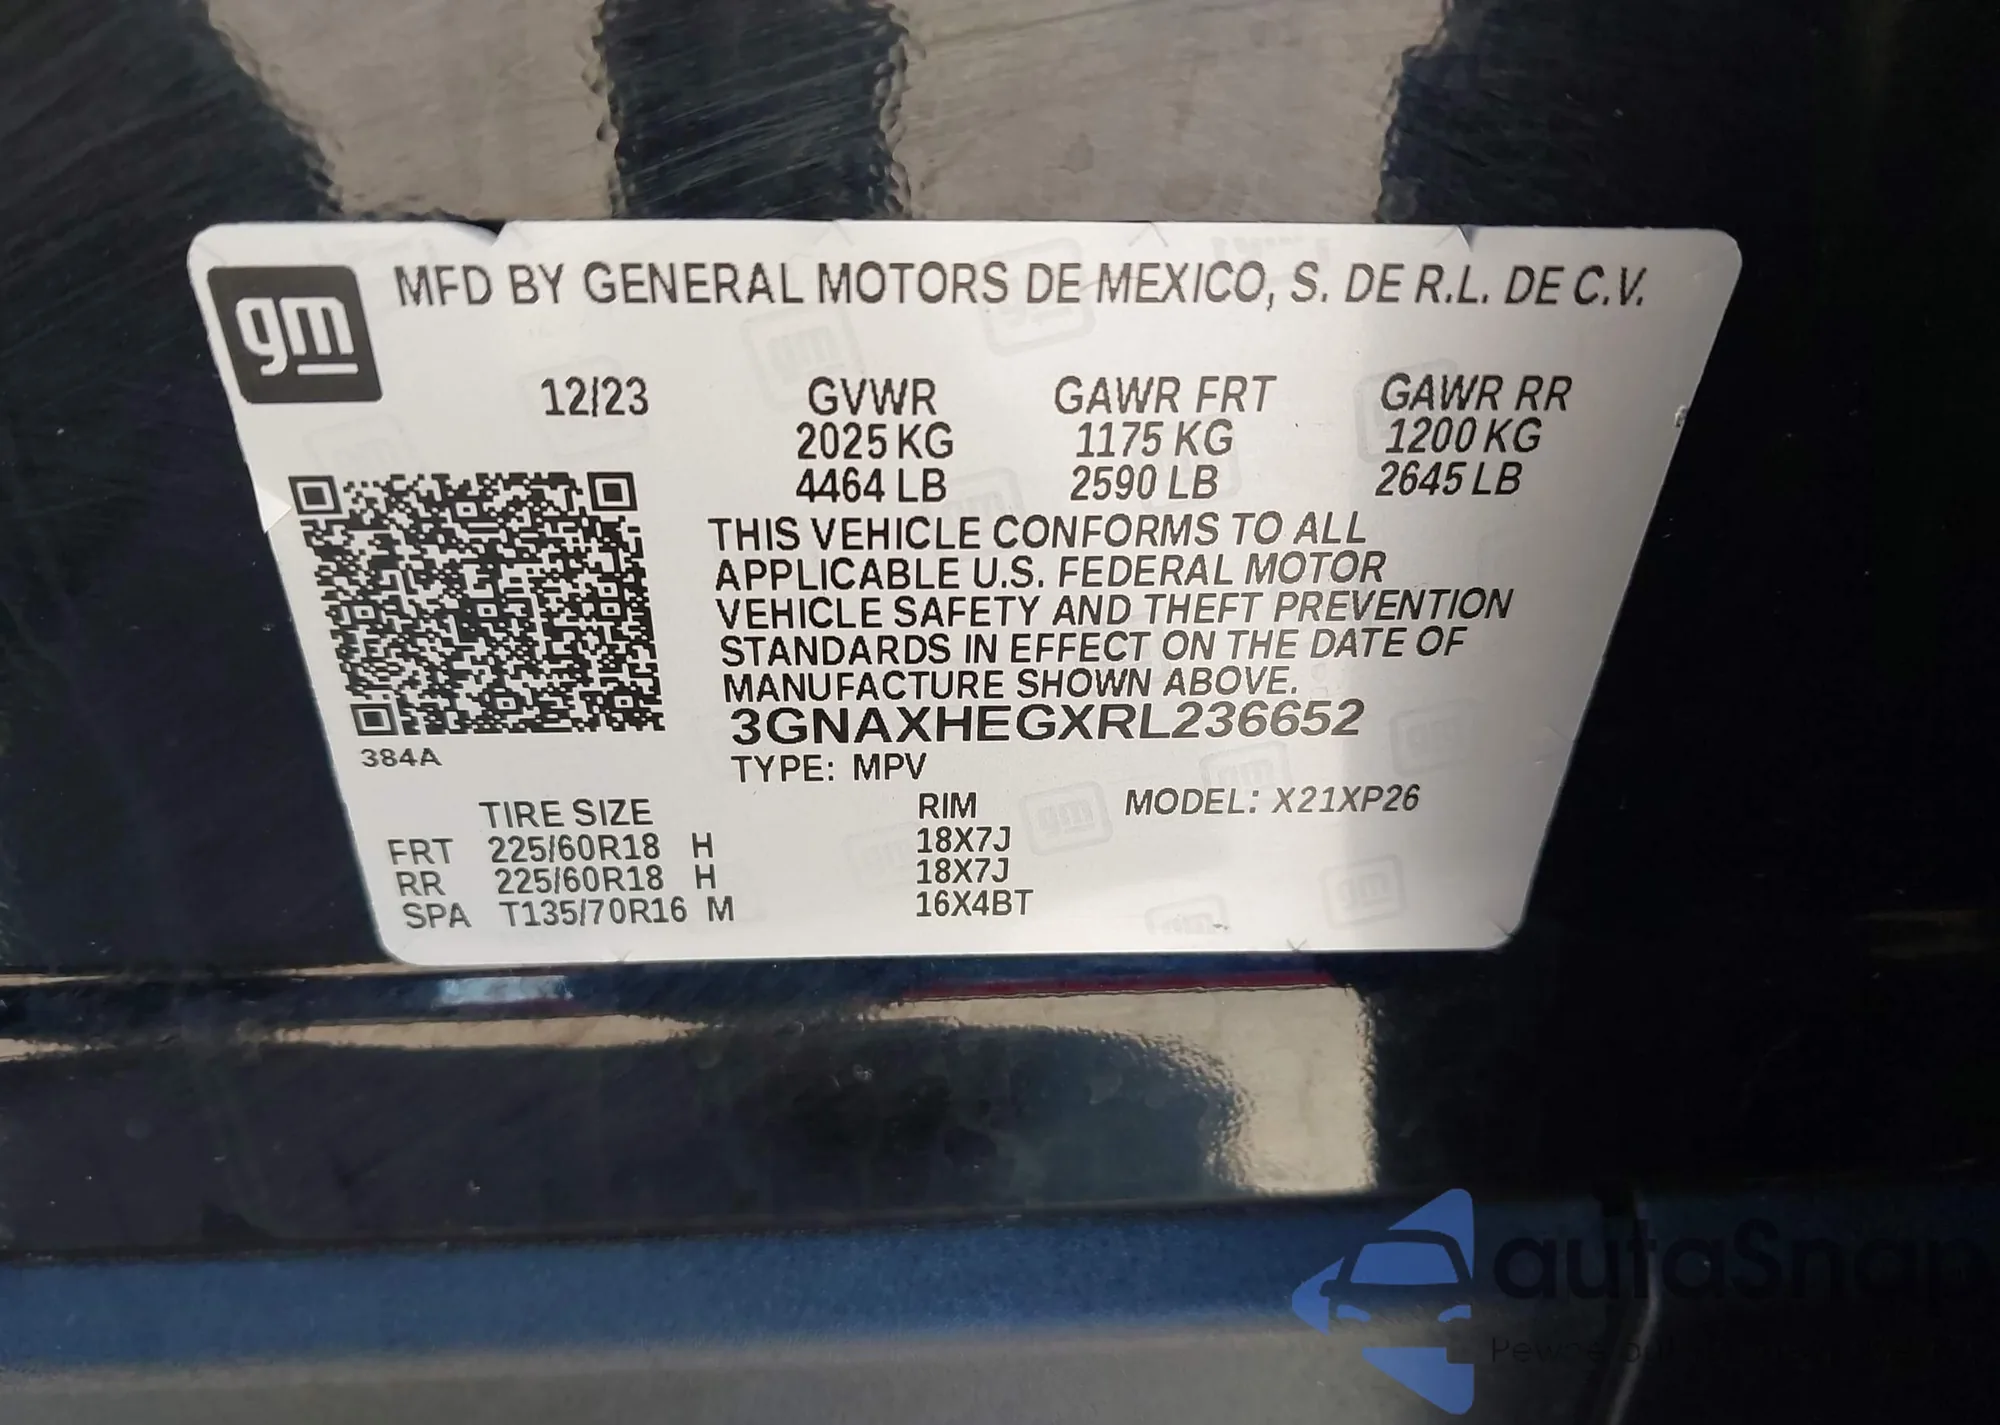 gm
MFD BY GENERAL MOTORS DE MEXICO, S. DE R.L. DE C.V.
12/23 GVWR GAWR FRT GAWR RR
2025 KG 1175 KG 1200 KG
4464 LB 2590 LB 2645 LB
THIS VEHICLE CONFORMS TO ALL
APPLICABLE U.S. FEDERAL MOTOR
VEHICLE SAFETY AND THEFT PREVENTION
STANDARDS IN EFFECT ON THE DATE OF
MANUFACTURE SHOWN ABOVE.
3GNAXHEGXRL236652
384A
TYPE: MPV
TIRE SIZE RIM MODEL: X21XP26
FRT 225/60R18 H 18X7J
RR 225/60R18 H 18X7J
SPA T135/70R16 M 16X4BT
autaSnap